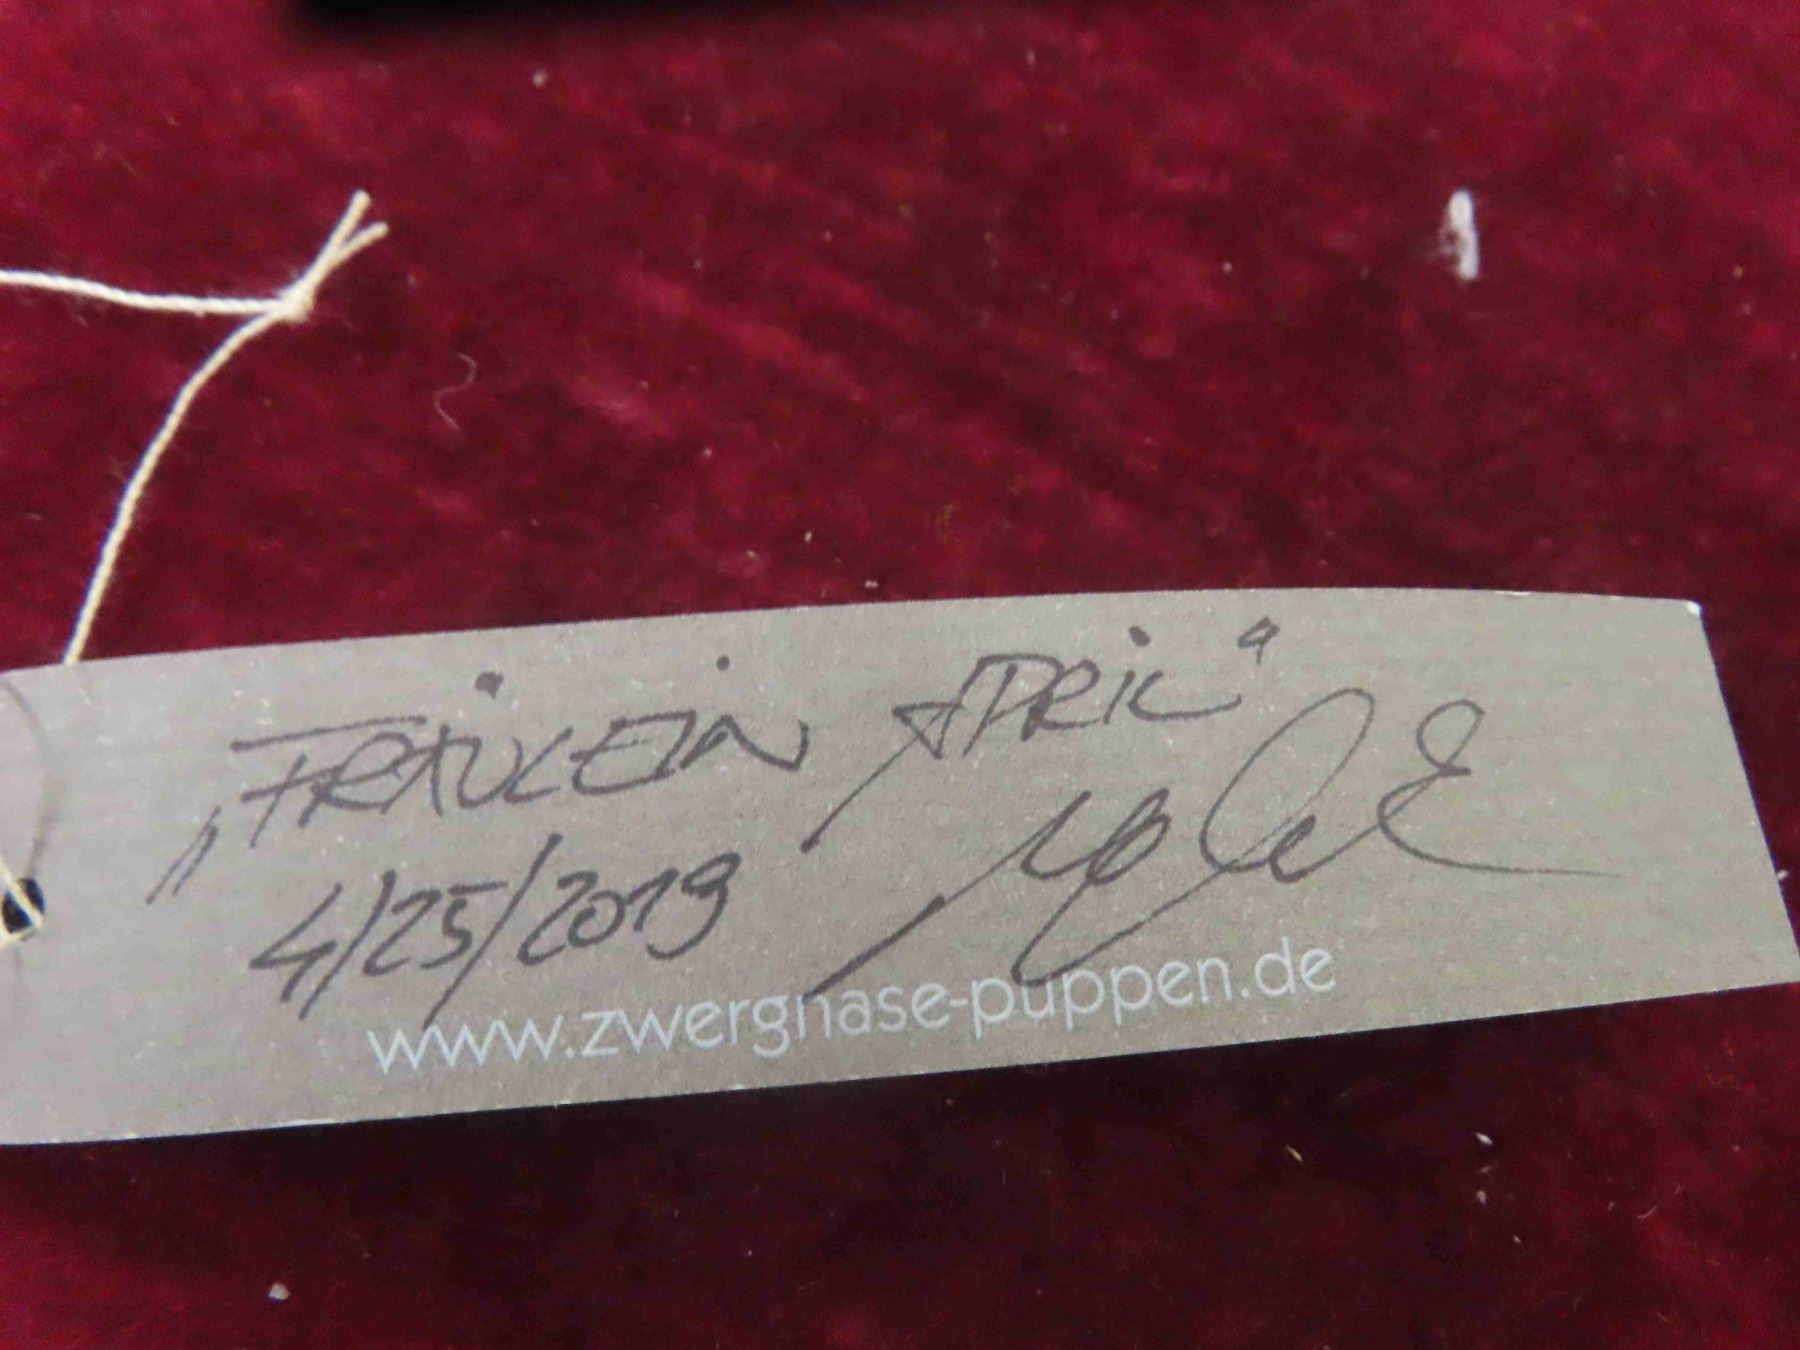 „FRÄULEIN APRIL“
4/25/2019
www.zwergnase-puppen.de